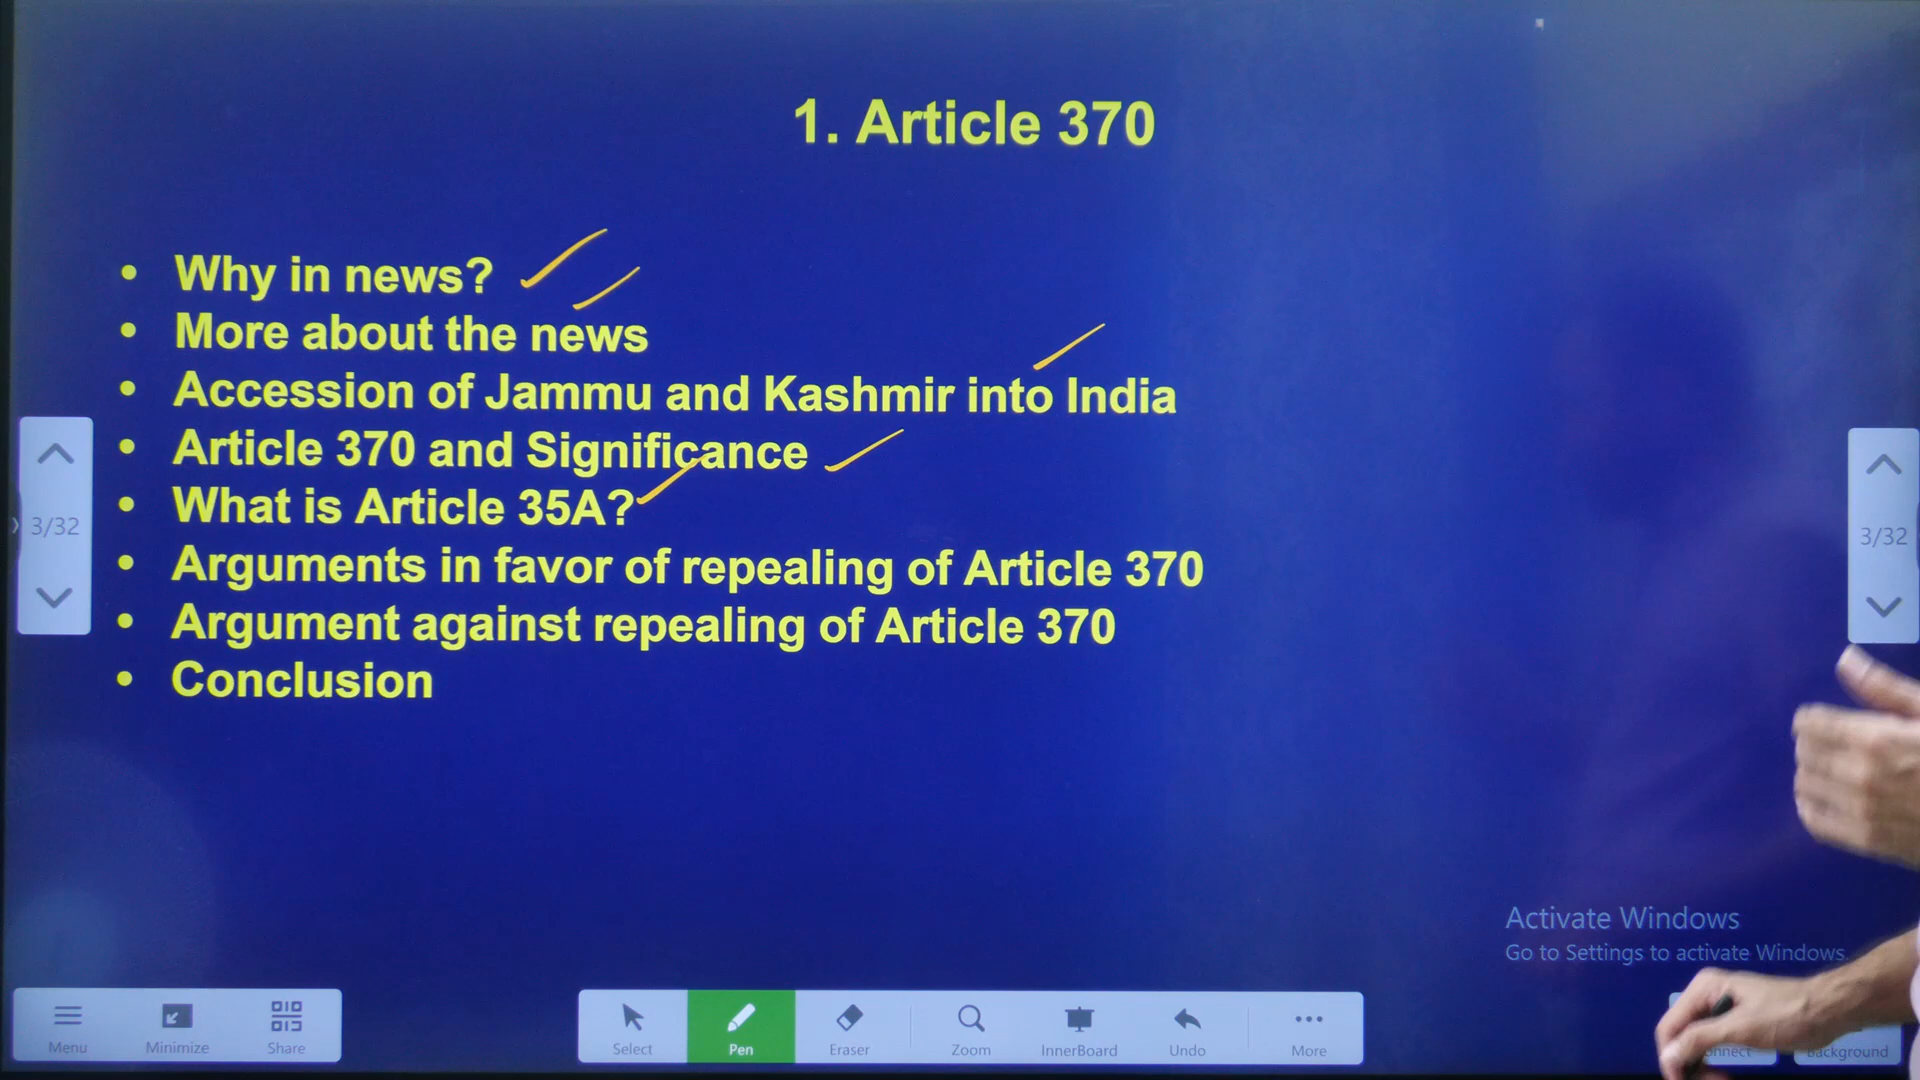 1. Article 370
• Why in news?
• More about the news
• Accession of Jammu and Kashmir into India
• Article 370 and Significance
• What is Article 35A?
• Arguments in favor of repealing of Article 370
• Argument against repealing of Article 370
• Conclusion
3/32
3/32
Activate Windows
Go to Settings to activate Windows.
Menu Minimize Share Select Pen Eraser Zoom InnerBoard Undo More Background